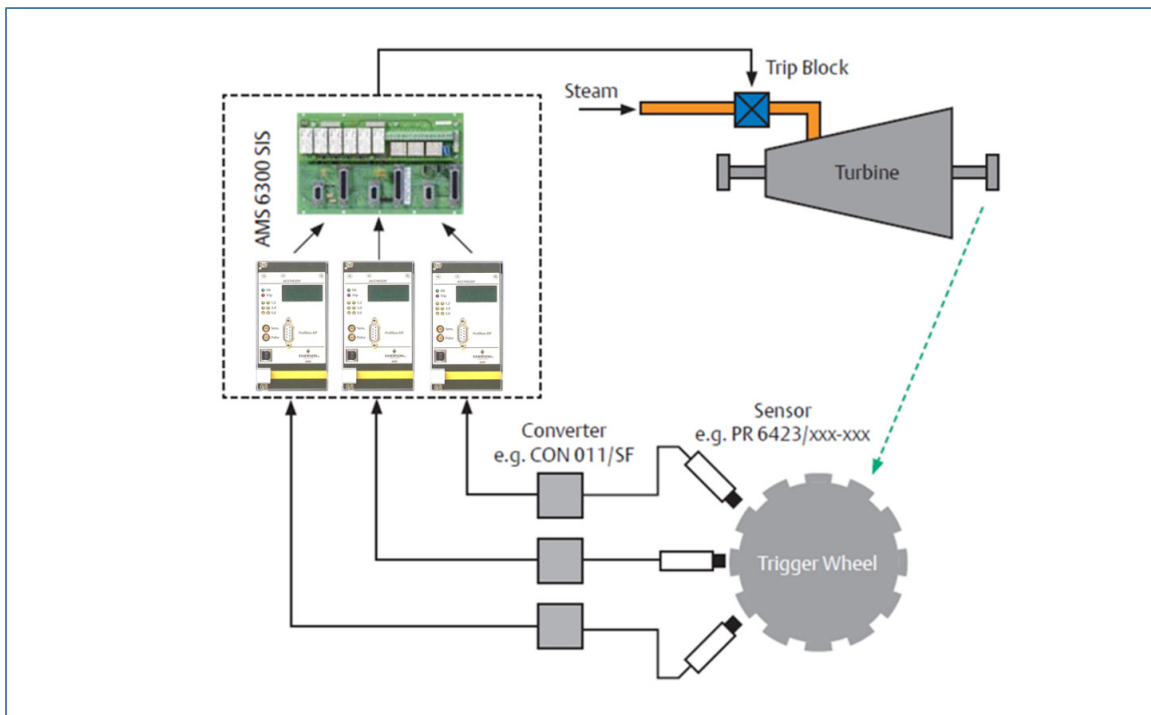 Trip Block
Steam
Turbine
AMS 6300 SIS
Sensor
e.g. PR 6423/xxx-xxx
Converter
e.g. CON 011/SF
Trigger Wheel